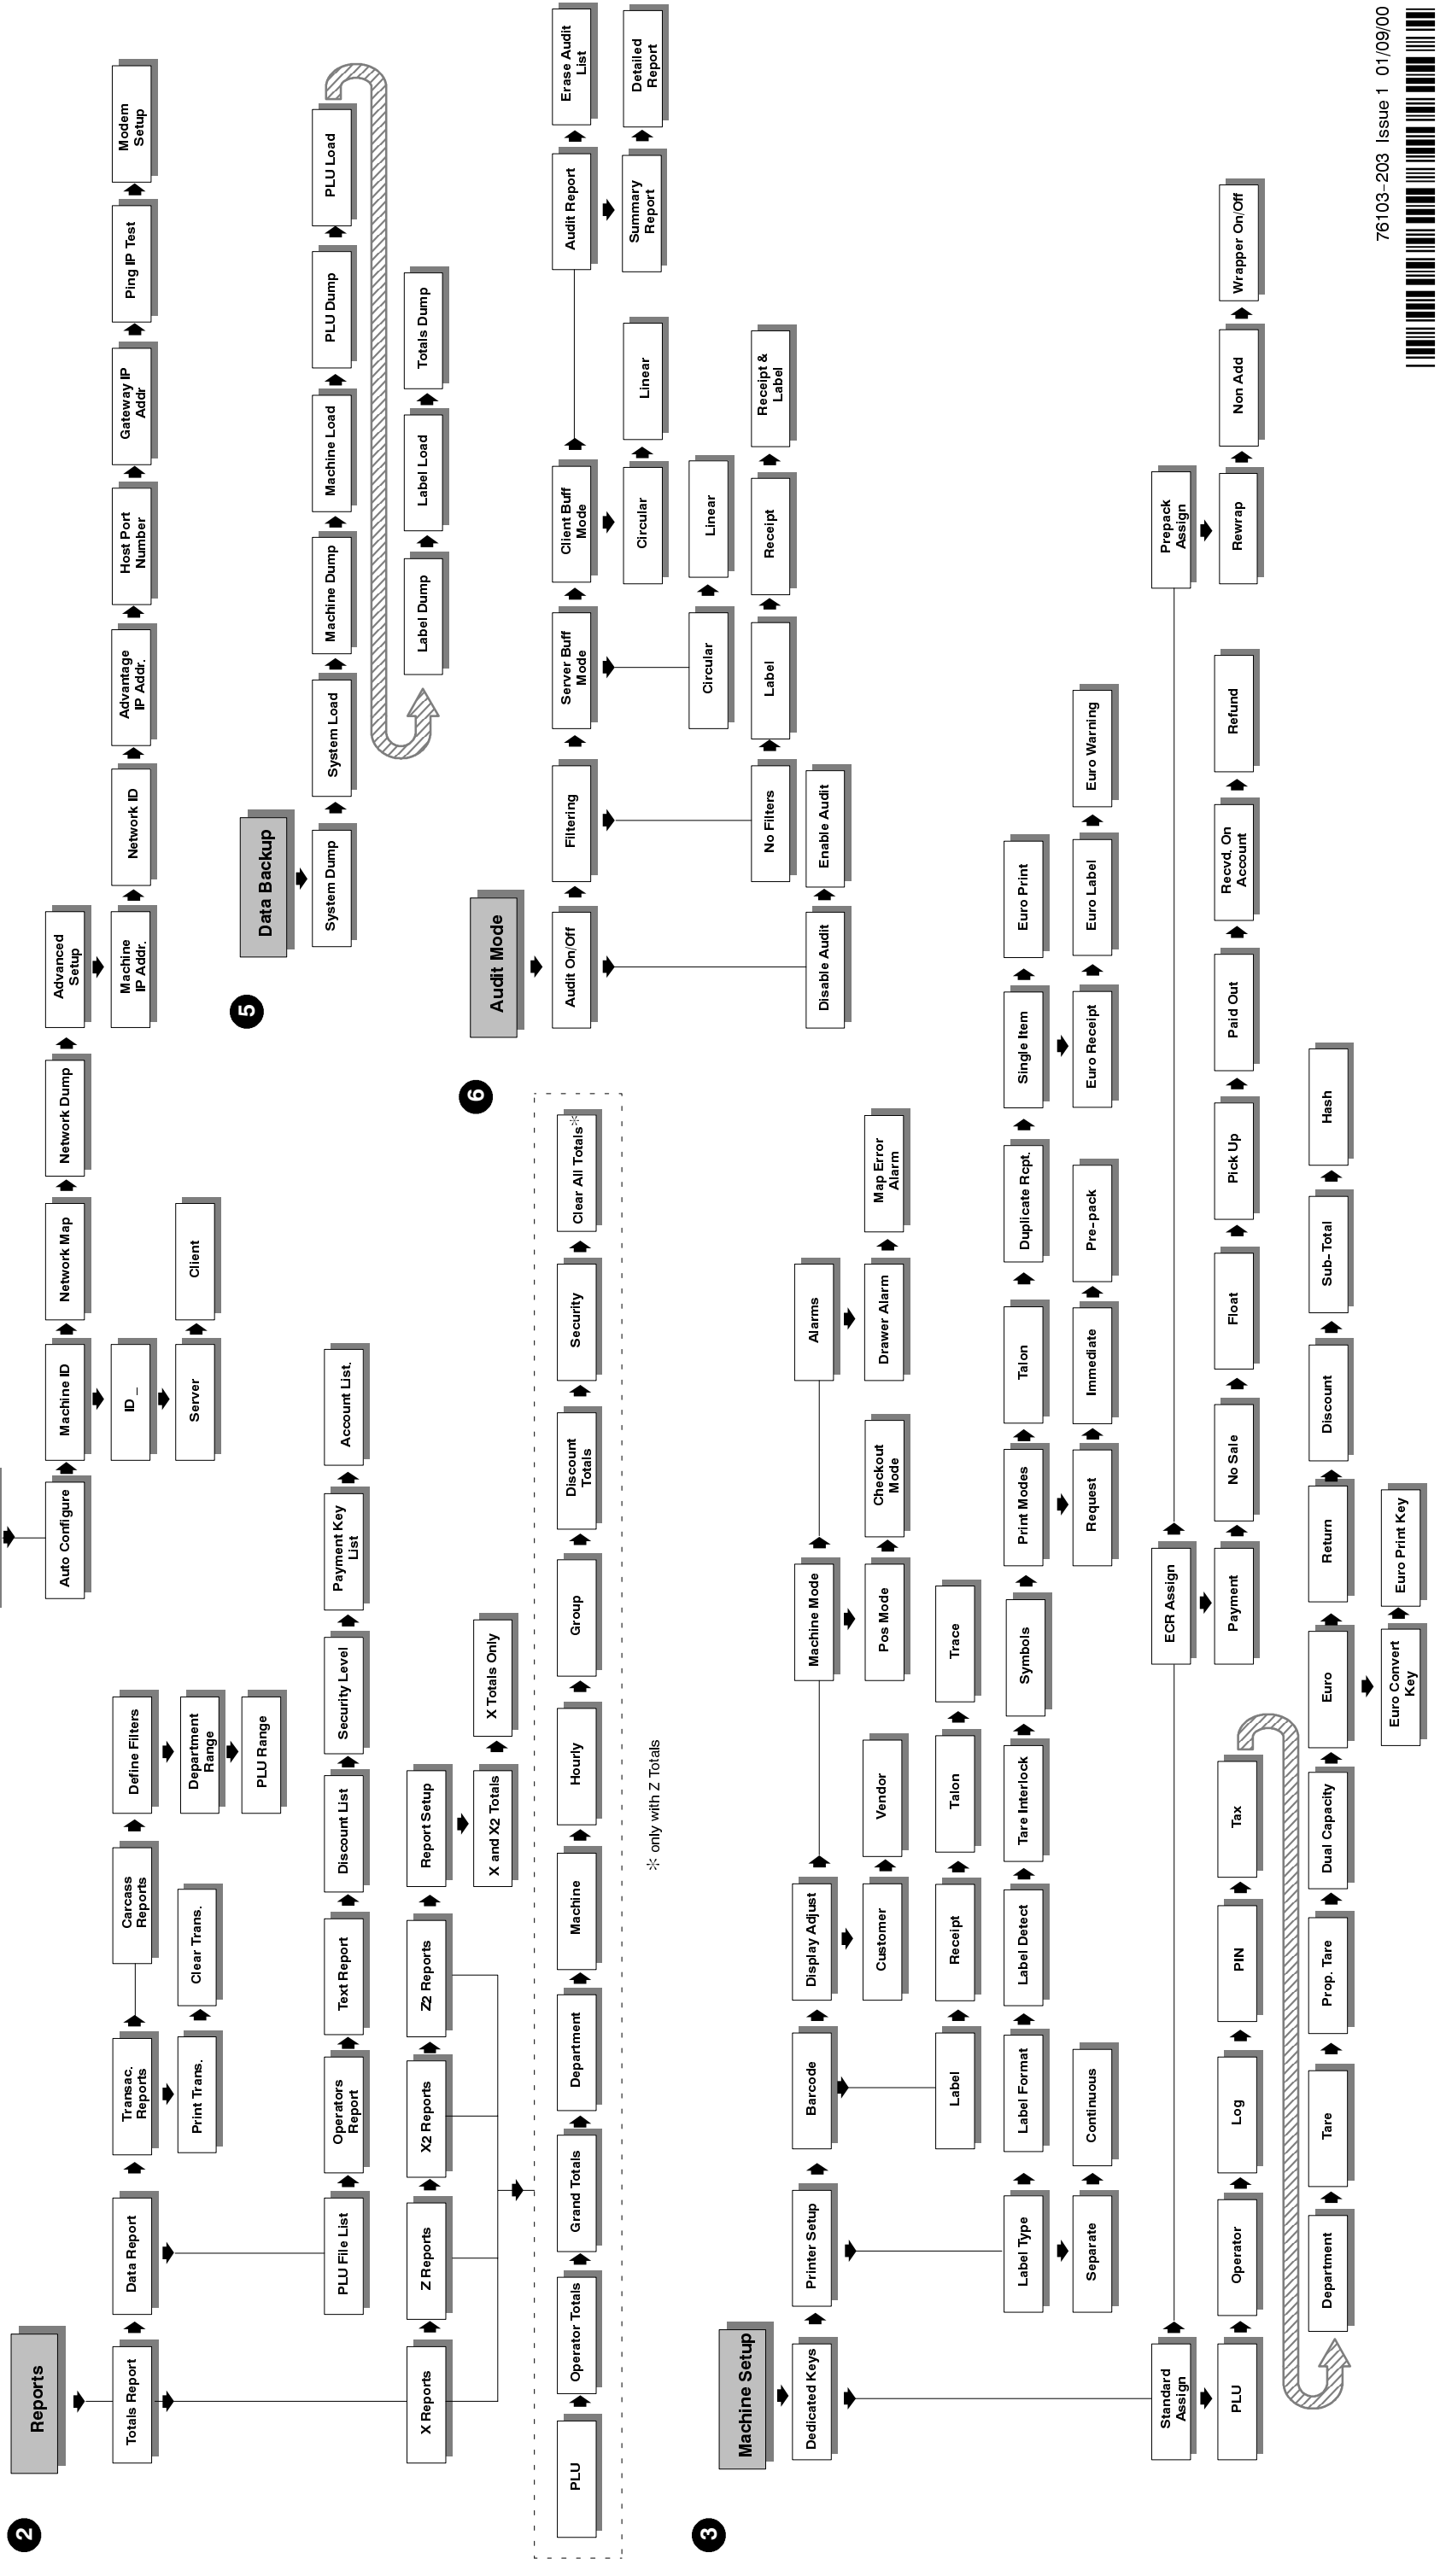 2
Reports
Totals Report
Data Report
Transac.
Reports
Carcass
Reports
Define Filters
Print Trans.
Clear Trans.
Department
Range
PLU Range
PLU File List
Operators
Report
Text Report
Discount List
Security Level
Payment Key
List
Account List.
X Reports
Z Reports
X2 Reports
Z2 Reports
Report Setup
X and X2 Totals
X Totals Only
PLU
Operator Totals
Grand Totals
Department
Machine
Hourly
Group
Discount
Totals
Security
Clear All Totals*
* only with Z Totals
Auto Configure
Machine ID
Network Map
Network Dump
Advanced
Setup
ID _
Server
Client
Machine
IP Addr.
Network ID
Advantage
IP Addr.
Host Port
Number
Gateway IP
Addr
Ping IP Test
Modem
Setup
5
Data Backup
System Dump
System Load
Machine Dump
Machine Load
PLU Dump
PLU Load
Label Dump
Label Load
Totals Dump
6
Audit Mode
Audit On/Off
Filtering
Server Buff
Mode
Client Buff
Mode
Audit Report
Erase Audit
List
Circular
Linear
Summary
Report
Detailed
Report
Circular
Linear
No Filters
Label
Receipt
Receipt &
Label
Disable Audit
Enable Audit
3
Machine Setup
Dedicated Keys
Printer Setup
Barcode
Display Adjust
Machine Mode
Alarms
Customer
Vendor
Pos Mode
Checkout
Mode
Drawer Alarm
Map Error
Alarm
Label
Receipt
Talon
Trace
Label Type
Label Format
Label Detect
Tare Interlock
Symbols
Print Modes
Talon
Duplicate Rcpt.
Single Item
Euro Print
Separate
Continuous
Request
Immediate
Pre-pack
Euro Receipt
Euro Label
Euro Warning
Standard
Assign
ECR Assign
Prepack
Assign
PLU
Operator
Log
PIN
Tax
Payment
No Sale
Float
Pick Up
Paid Out
Recvd. On
Account
Refund
Rewrap
Non Add
Wrapper On/Off
Department
Tare
Prop. Tare
Dual Capacity
Euro
Return
Discount
Sub-Total
Hash
Euro Convert
Key
Euro Print Key
76103-203 Issue 1 01/09/00